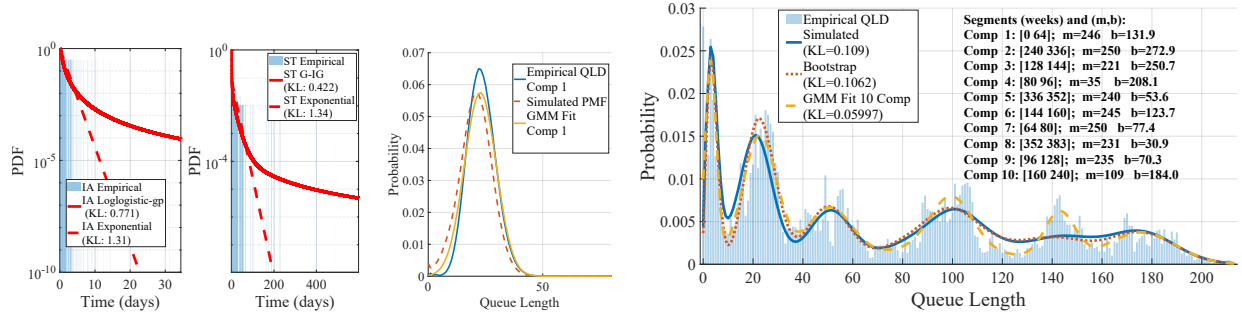 PDF
10^0
10^-5
10^-10
0
10
20
30
Time (days)
IA Empirical
IA Loglogistic-gp
(KL: 0.771)
IA Exponential
(KL: 1.31)
PDF
10^0
10^-4
0
200
400
Time (days)
ST Empirical
ST G-IG
(KL: 0.422)
ST Exponential
(KL: 1.34)
Probability
0.07
0.06
0.05
0.04
0.03
0.02
0.01
0
0
50
Queue Length
Empirical QLD
Comp 1
Simulated PMF
GMM Fit
Comp 1
Probability
0.03
0.025
0.02
0.015
0.01
0.005
0
0
20
40
60
80
100
120
140
160
180
200
Queue Length
Empirical QLD
Simulated
(KL=0.109)
Bootstrap
(KL=0.1062)
GMM Fit 10 Comp
(KL=0.05997)
Segments (weeks) and (m,b):
Comp 1: [0 64]; m=246 b=131.9
Comp 2: [240 336]; m=250 b=272.9
Comp 3: [128 144]; m=221 b=250.7
Comp 4: [80 96]; m=35 b=208.1
Comp 5: [336 352]; m=240 b=53.6
Comp 6: [144 160]; m=245 b=123.7
Comp 7: [64 80]; m=250 b=77.4
Comp 8: [352 383]; m=231 b=30.9
Comp 9: [96 128]; m=235 b=70.3
Comp 10: [160 240]; m=109 b=184.0